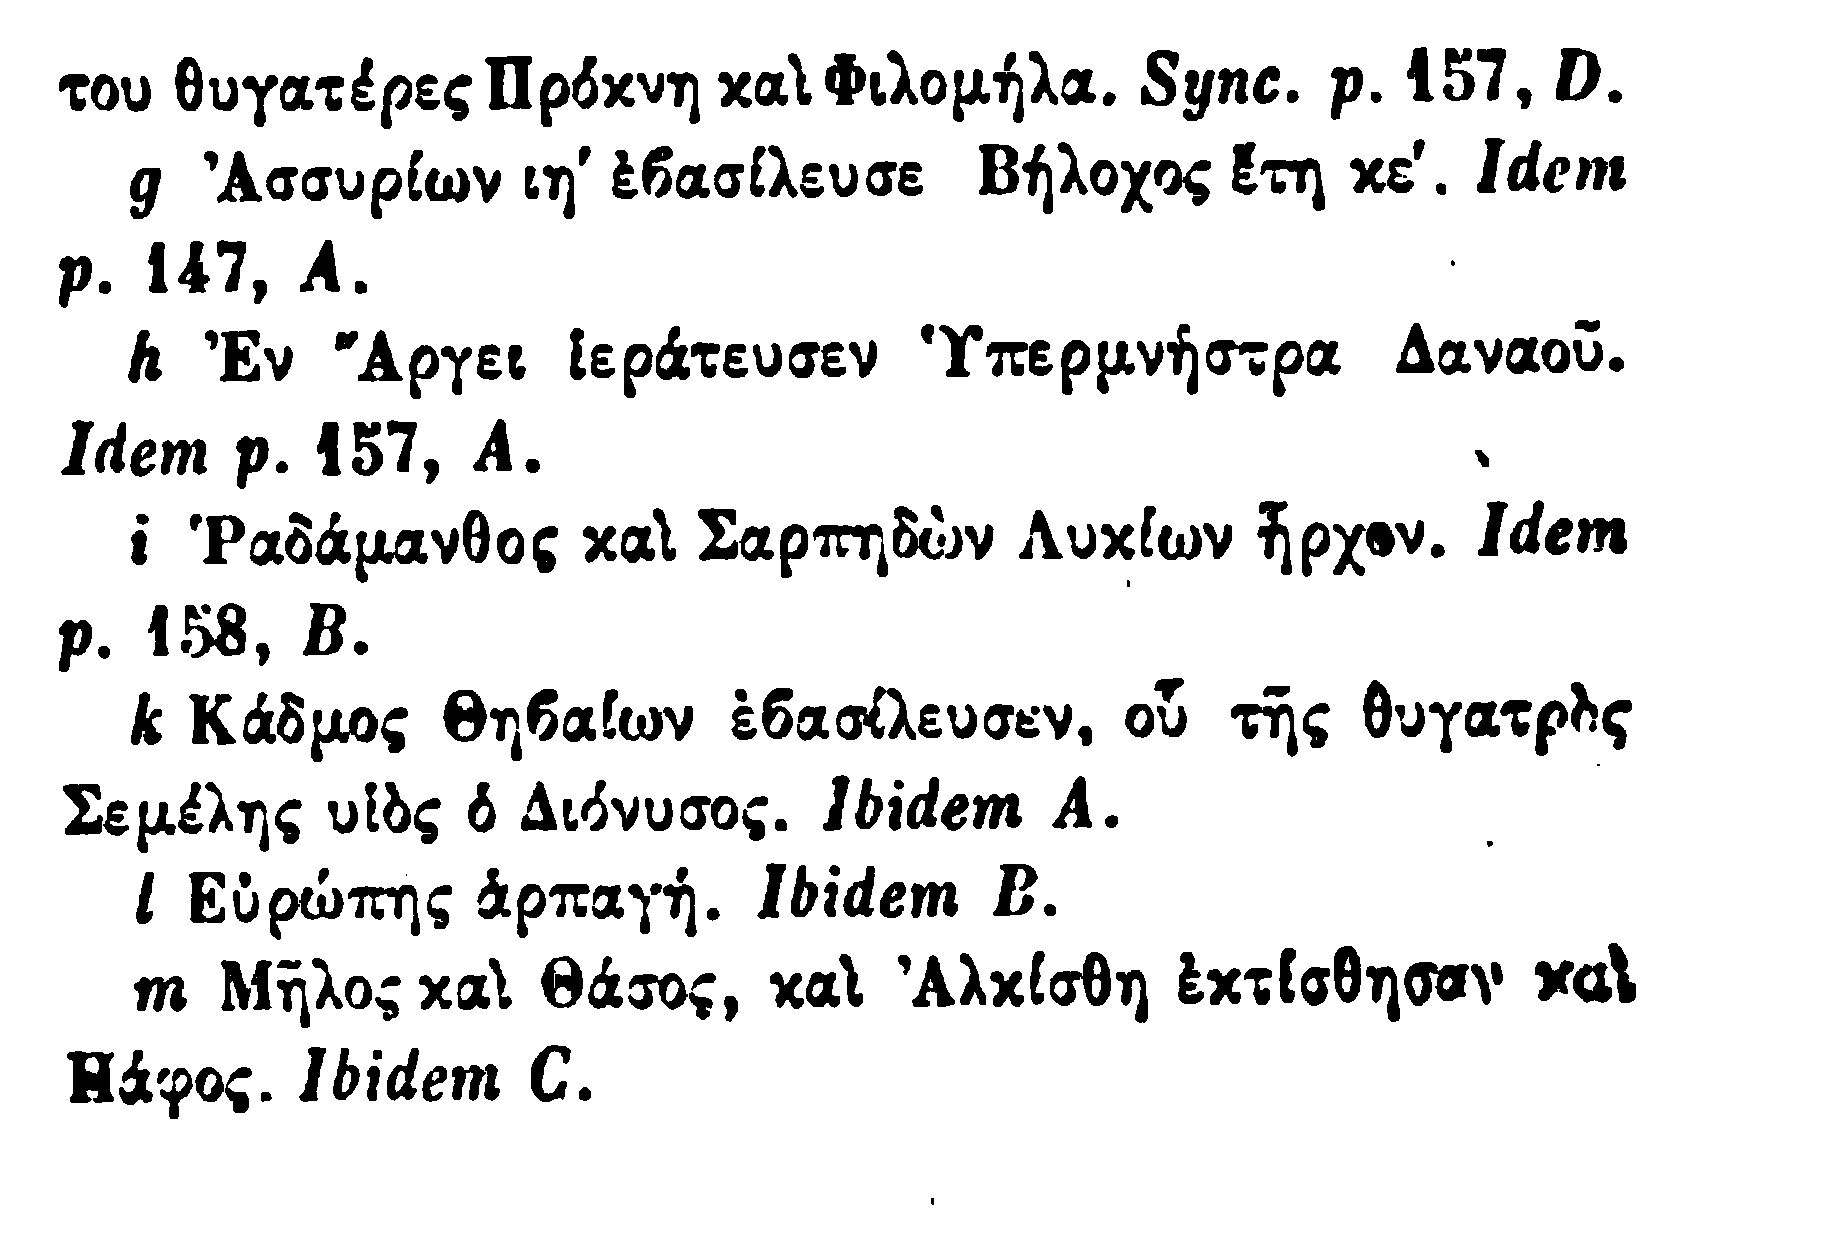 του θυγατέρες Πρόκνη καὶ Φιλομήλα. Sync. p. 157, D.
g Ἀσσυρίων ιη′ ἐϐασίλευσε Βήλοχος ἔτη κε′. Idem
p. 147, A.
h Ἐν Ἄργει ἱεράτευσεν Ὑπερμνήστρα Δαναοῦ.
Idem p. 157, A.
i Ῥαδάμανθος καὶ Σαρπηδὼν Λυκίων ἦρχον. Idem
p. 158, B.
k Κάδμος Θηϐαίων ἐϐασίλευσεν, οὗ τῆς θυγατρὸς
Σεμέλης υἱὸς ὁ Διόνυσος. Ibidem A.
l Εὐρώπης ἁρπαγή. Ibidem B.
m Μῆλος καὶ Θάσος, καὶ Ἀλκίσθη ἐκτίσθησαν καὶ
Πάφος. Ibidem C.